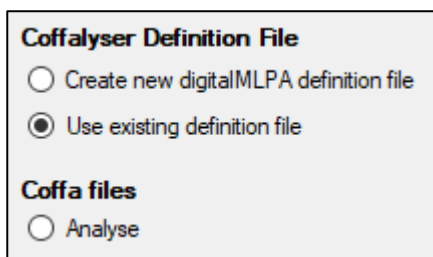 Coffalyser Definition File
Create new digitalMLPA definition file
Use existing definition file
Coffa files
Analyse